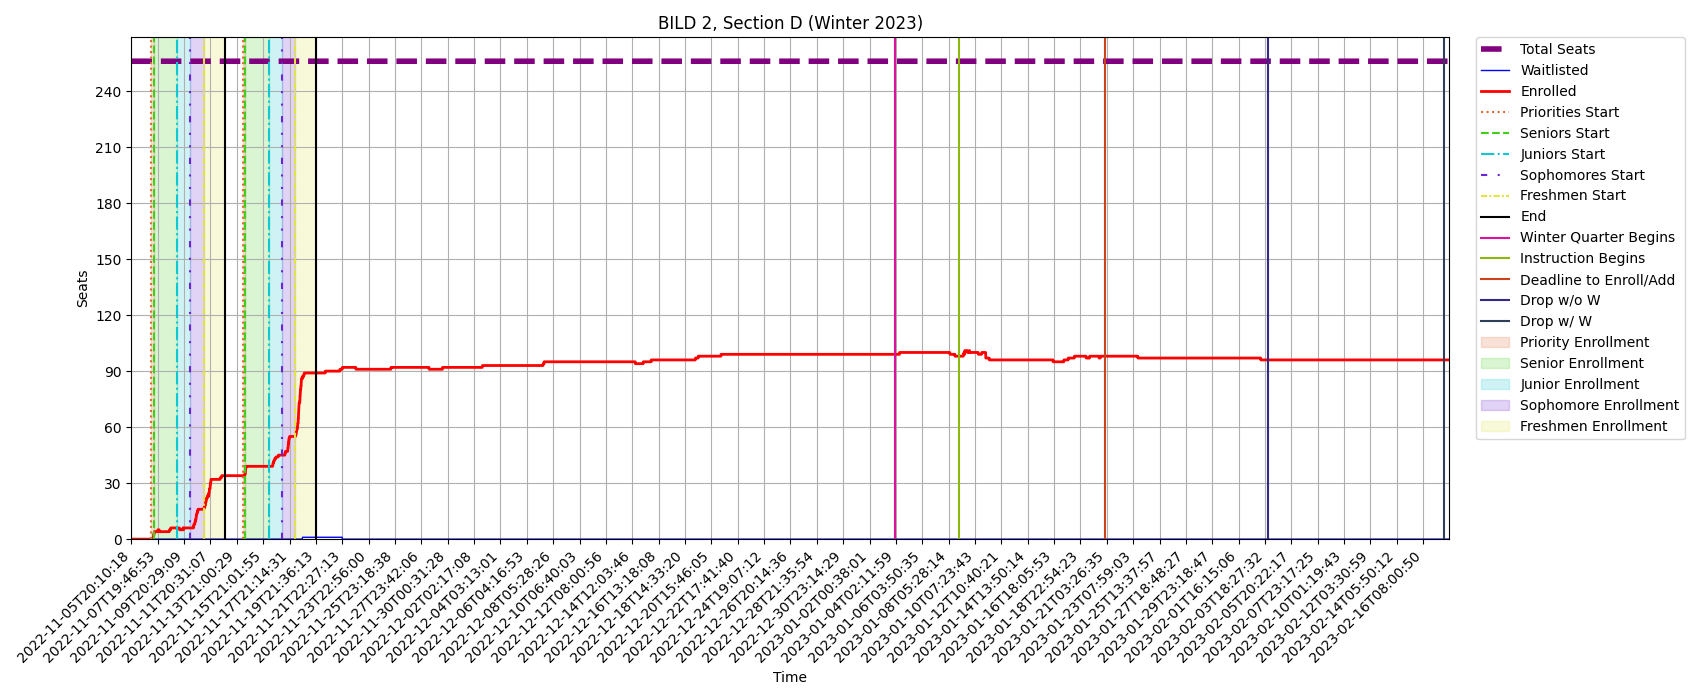 BILD 2, Section D (Winter 2023)
Seats
240
210
180
150
120
90
60
30
0
2022-11-05T20:10:18
2022-11-07T19:46:53
2022-11-09T20:29:09
2022-11-11T20:31:07
2022-11-13T21:00:29
2022-11-15T21:01:55
2022-11-17T21:14:31
2022-11-19T21:36:13
2022-11-21T22:27:13
2022-11-23T22:56:00
2022-11-25T23:18:38
2022-11-27T23:42:06
2022-11-30T00:31:28
2022-12-02T02:17:08
2022-12-04T03:13:01
2022-12-06T04:16:53
2022-12-08T05:28:26
2022-12-10T06:40:03
2022-12-12T08:00:56
2022-12-14T12:03:46
2022-12-16T13:18:08
2022-12-18T14:33:20
2022-12-20T15:46:05
2022-12-22T17:41:40
2022-12-24T19:07:12
2022-12-26T20:14:36
2022-12-28T21:35:54
2022-12-30T23:14:29
2023-01-02T00:38:01
2023-01-04T02:11:59
2023-01-06T03:50:35
2023-01-08T05:28:14
2023-01-10T07:23:43
2023-01-12T10:40:21
2023-01-14T13:50:14
2023-01-16T18:05:53
2023-01-18T22:54:23
2023-01-21T03:26:35
2023-01-23T07:59:03
2023-01-25T13:37:57
2023-01-27T18:48:27
2023-01-29T23:18:47
2023-02-01T16:15:06
2023-02-03T18:27:32
2023-02-05T20:22:17
2023-02-07T23:17:25
2023-02-10T01:19:43
2023-02-12T03:30:59
2023-02-14T05:50:12
2023-02-16T08:00:50
Time
Total Seats
Waitlisted
Enrolled
Priorities Start
Seniors Start
Juniors Start
Sophomores Start
Freshmen Start
End
Winter Quarter Begins
Instruction Begins
Deadline to Enroll/Add
Drop w/o W
Drop w/ W
Priority Enrollment
Senior Enrollment
Junior Enrollment
Sophomore Enrollment
Freshmen Enrollment